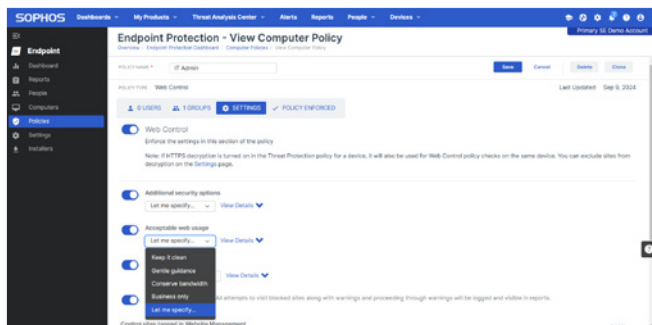 SOPHOS Dashboards My Products Threat Analysis Center Alerts Reports People Devices
Primary SE Demo Account
Endpoint
Dashboard
Reports
People
Computers
Policies
Settings
Installers
Endpoint Protection - View Computer Policy
Overview / Endpoint Protection Dashboard / Computer Policies / View Computer Policy
POLICY NAME * IT Admin Save Cancel Delete Clone
POLICY TYPE Web Control Last Updated Sep 9, 2024
0 USERS 1 GROUPS SETTINGS POLICY ENFORCED
Web Control
Enforce the settings in this section of the policy
Note: If HTTPS decryption is turned on in the Threat Protection policy for a device, it will also be used for Web Control policy checks on the same device. You can exclude sites from
decryption on the Settings page.
Additional security options
Let me specify... View Details
Acceptable web usage
Let me specify... View Details
Keep it clean
Gentle guidance
Conserve bandwidth
Business only
Let me specify...
View Details
All attempts to visit blocked sites along with warnings and proceeding through warnings will be logged and visible in reports.
Control sites tagged in Website Management